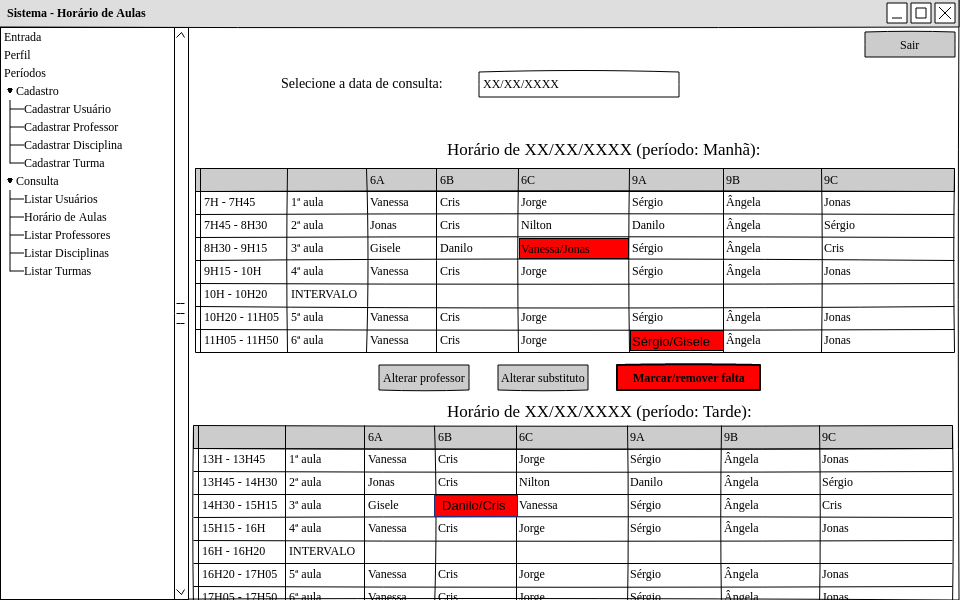 Sistema - Horário de Aulas
Entrada
Perfil
Períodos
Cadastro
Cadastrar Usuário
Cadastrar Professor
Cadastrar Disciplina
Cadastrar Turma
Consulta
Listar Usuários
Horário de Aulas
Listar Professores
Listar Disciplinas
Listar Turmas
Sair
Selecione a data de consulta: XX/XX/XXXX
Horário de XX/XX/XXXX (período: Manhã):
6A 6B 6C 9A 9B 9C
7H - 7H45 1ª aula Vanessa Cris Jorge Sérgio Ângela Jonas
7H45 - 8H30 2ª aula Jonas Cris Nilton Danilo Ângela Sérgio
8H30 - 9H15 3ª aula Gisele Danilo Vanessa/Jonas Sérgio Ângela Cris
9H15 - 10H 4ª aula Vanessa Cris Jorge Sérgio Ângela Jonas
10H - 10H20 INTERVALO
10H20 - 11H05 5ª aula Vanessa Cris Jorge Sérgio Ângela Jonas
11H05 - 11H50 6ª aula Vanessa Cris Jorge Sérgio/Gisele Ângela Jonas
Alterar professor Alterar substituto Marcar/remover falta
Horário de XX/XX/XXXX (período: Tarde):
6A 6B 6C 9A 9B 9C
13H - 13H45 1ª aula Vanessa Cris Jorge Sérgio Ângela Jonas
13H45 - 14H30 2ª aula Jonas Cris Nilton Danilo Ângela Sérgio
14H30 - 15H15 3ª aula Gisele Danilo/Cris Vanessa Sérgio Ângela Cris
15H15 - 16H 4ª aula Vanessa Cris Jorge Sérgio Ângela Jonas
16H - 16H20 INTERVALO
16H20 - 17H05 5ª aula Vanessa Cris Jorge Sérgio Ângela Jonas
17H05 - 17H50 6ª aula Vanessa Cris Jorge Sérgio Ângela Jonas